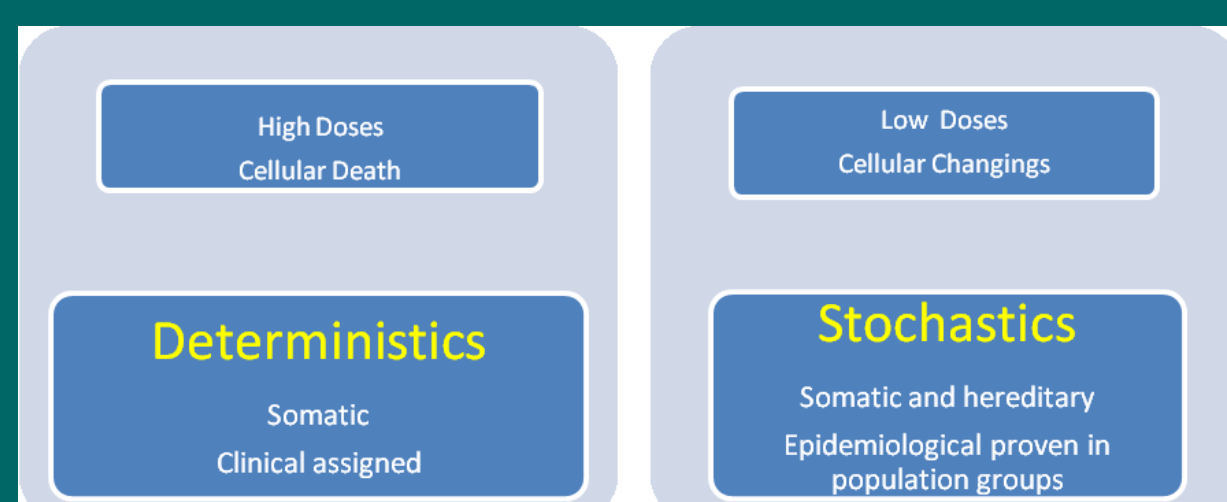 High Doses
Cellular Death
Deterministics
Somatic
Clinical assigned
Low Doses
Cellular Changings
Stochastics
Somatic and hereditary
Epidemiological proven in
population groups